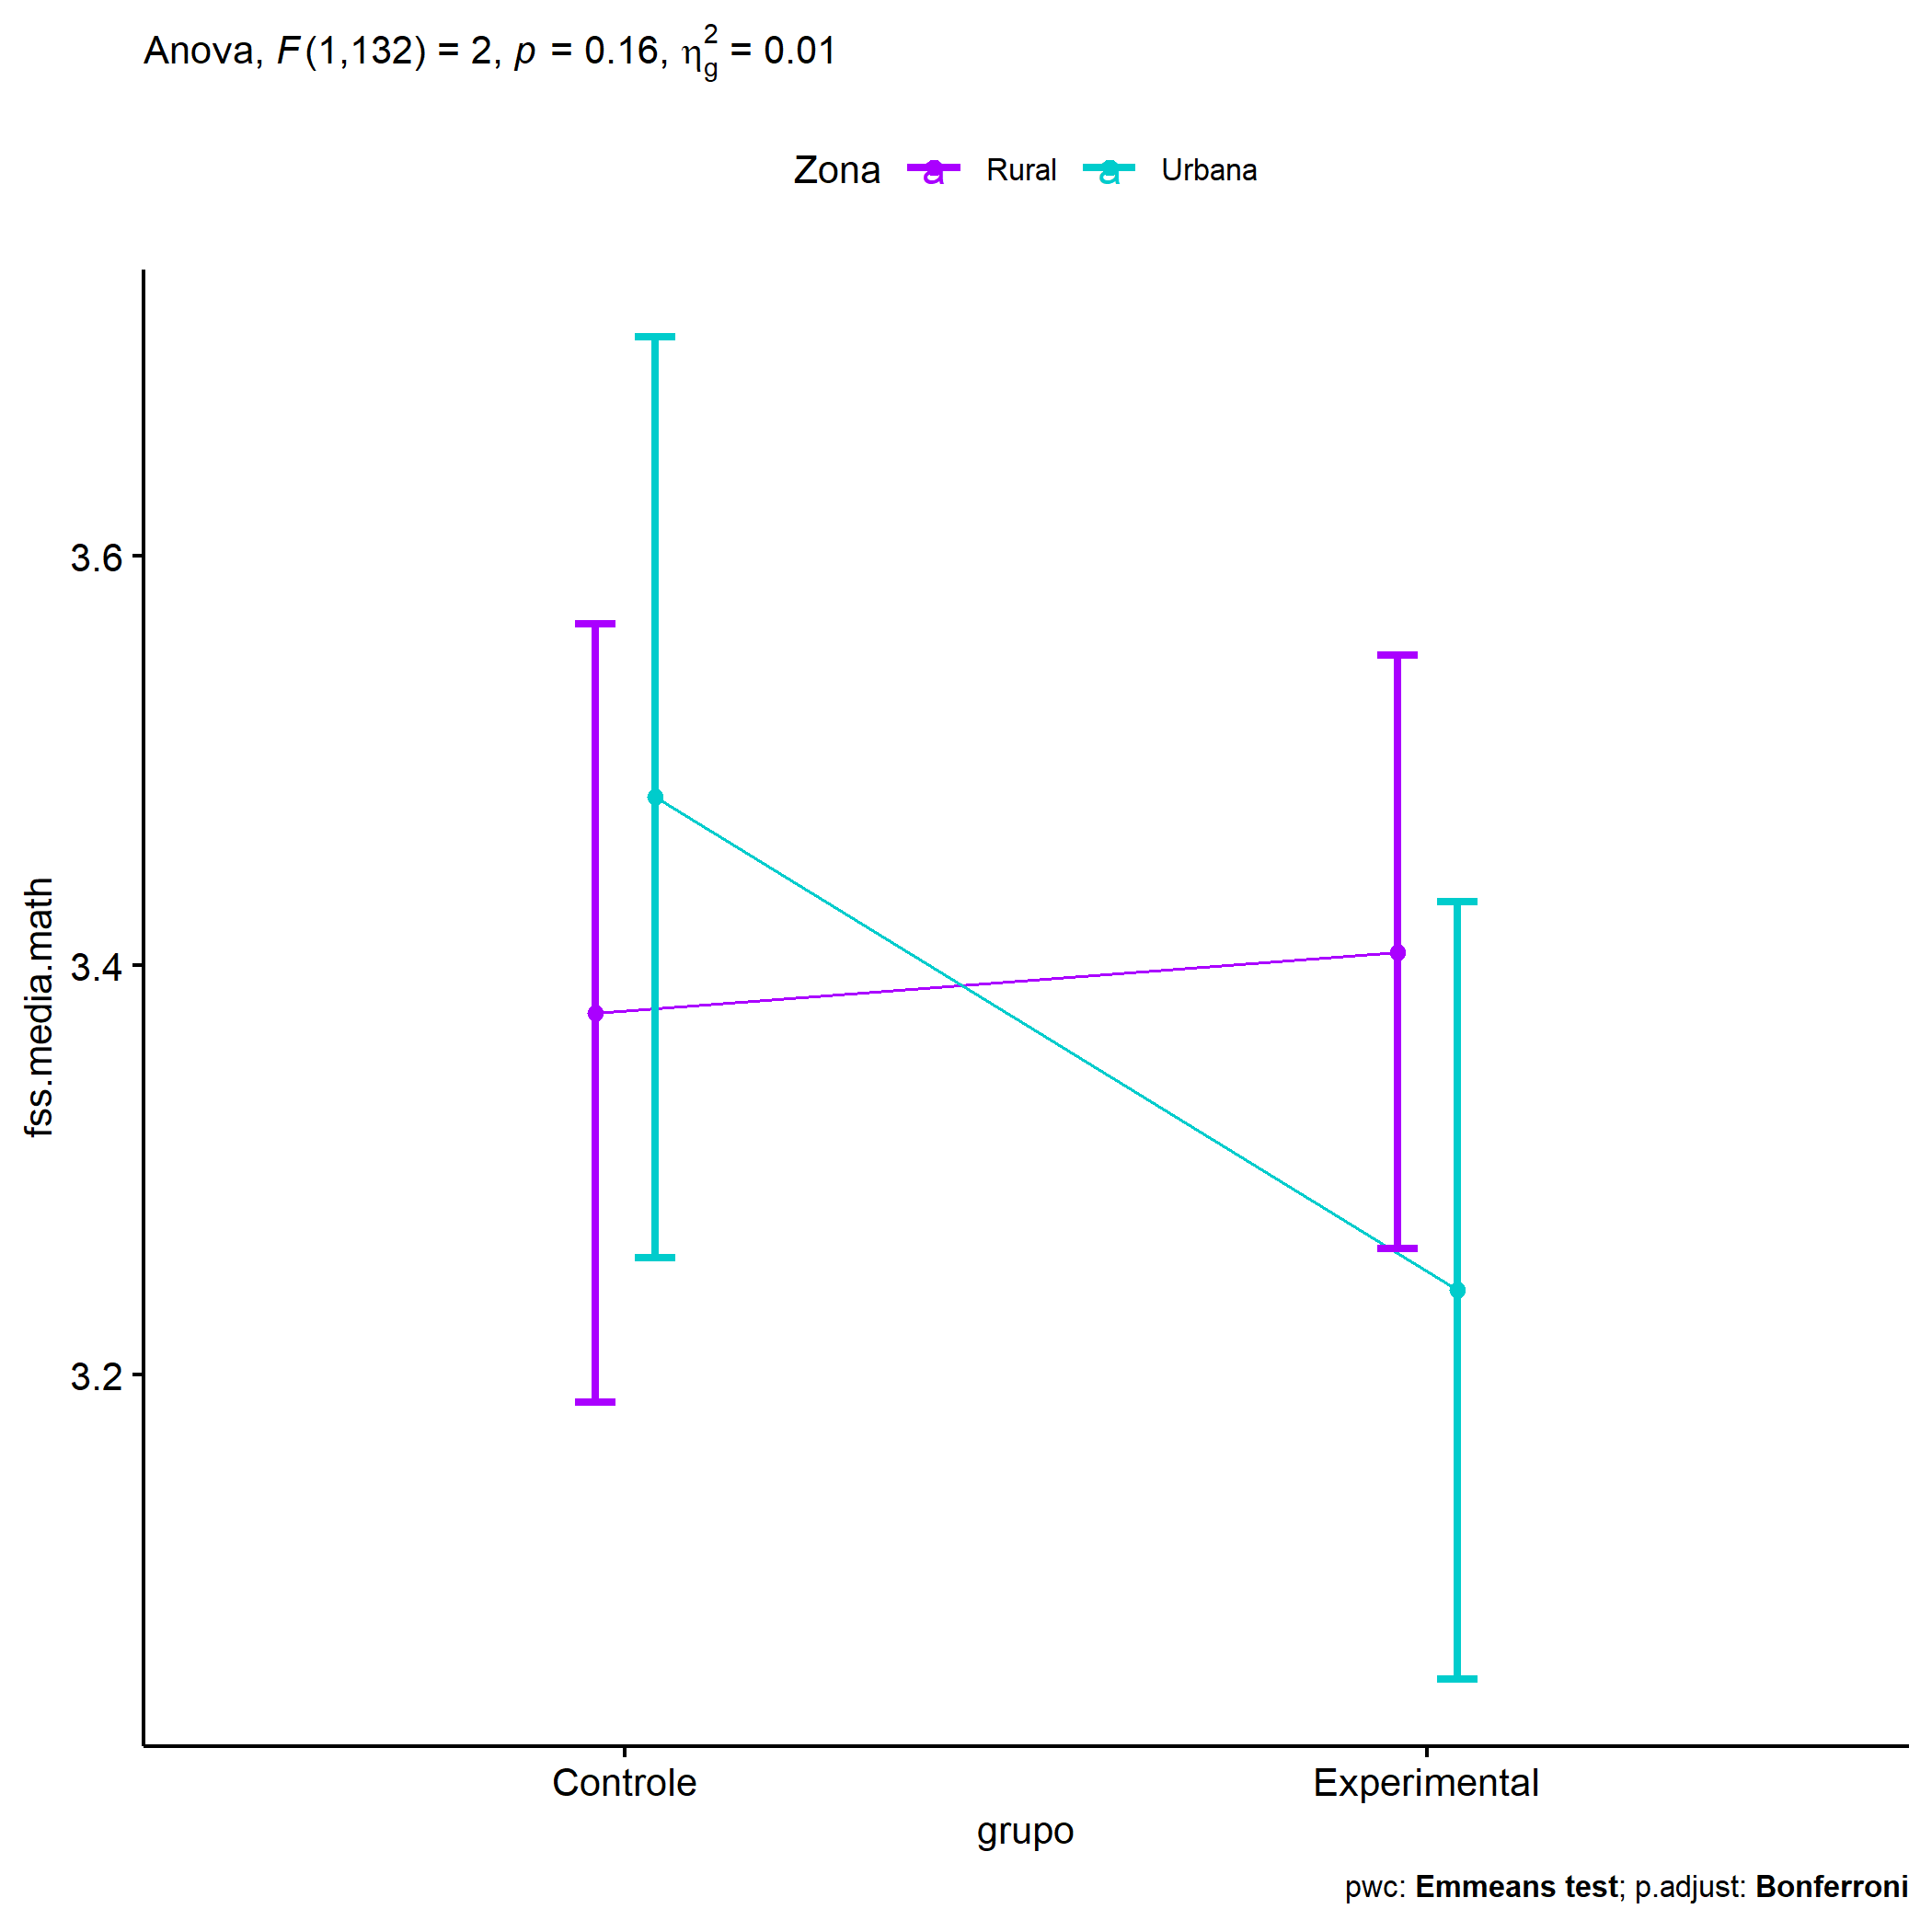 Anova, F(1,132) = 2, p = 0.16, η²g = 0.01
Zona a Rural a Urbana
fss.media.math
3.6
3.4
3.2
Controle Experimental
grupo
pwc: Emmeans test; p.adjust: Bonferroni